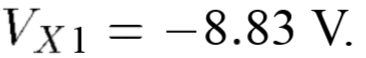 V_{X1} = −8.83 V.